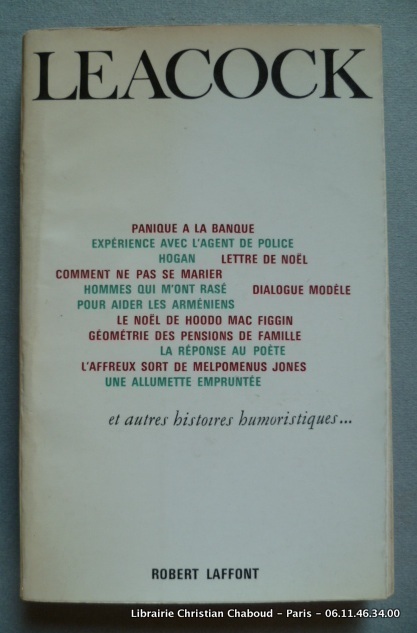 LEACOCK
PANIQUE A LA BANQUE
EXPÉRIENCE AVEC L'AGENT DE POLICE
HOGAN LETTRE DE NOËL
COMMENT NE PAS SE MARIER
HOMMES QUI M'ONT RASÉ DIALOGUE MODÈLE
POUR AIDER LES ARMÉNIENS
LE NOËL DE HOODO MAC FIGGIN
GÉOMÉTRIE DES PENSIONS DE FAMILLE
LA RÉPONSE AU POÈTE
L'AFFREUX SORT DE MELPOMENUS JONES
UNE ALLUMETTE EMPRUNTÉE
et autres histoires humoristiques...
ROBERT LAFFONT
Librairie Christian Chaboud - Paris - 06.11.46.34.00